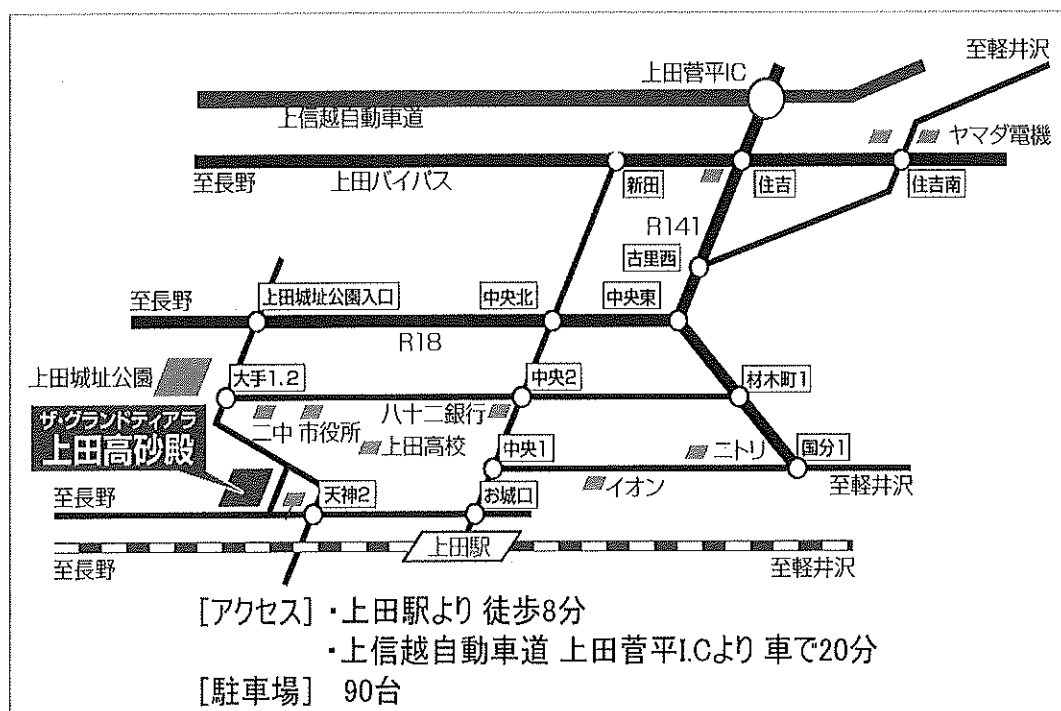 至軽井沢
上田菅平IC
上信越自動車道
ヤマダ電機
至長野
上田バイパス
新田
住吉
住吉南
R141
古里西
至長野
上田城址公園入口
中央北
中央東
R18
上田城址公園
大手1.2
中央2
材木町1
ザ・グランドティアラ
上田高砂殿
二中
市役所
八十二銀行
上田高校
中央1
ニトリ
国分1
至長野
天神2
お城口
イオン
至軽井沢
上田駅
至長野
至軽井沢
[アクセス] ・上田駅より 徒歩8分
・上信越自動車道 上田菅平I.Cより 車で20分
[駐車場] 90台